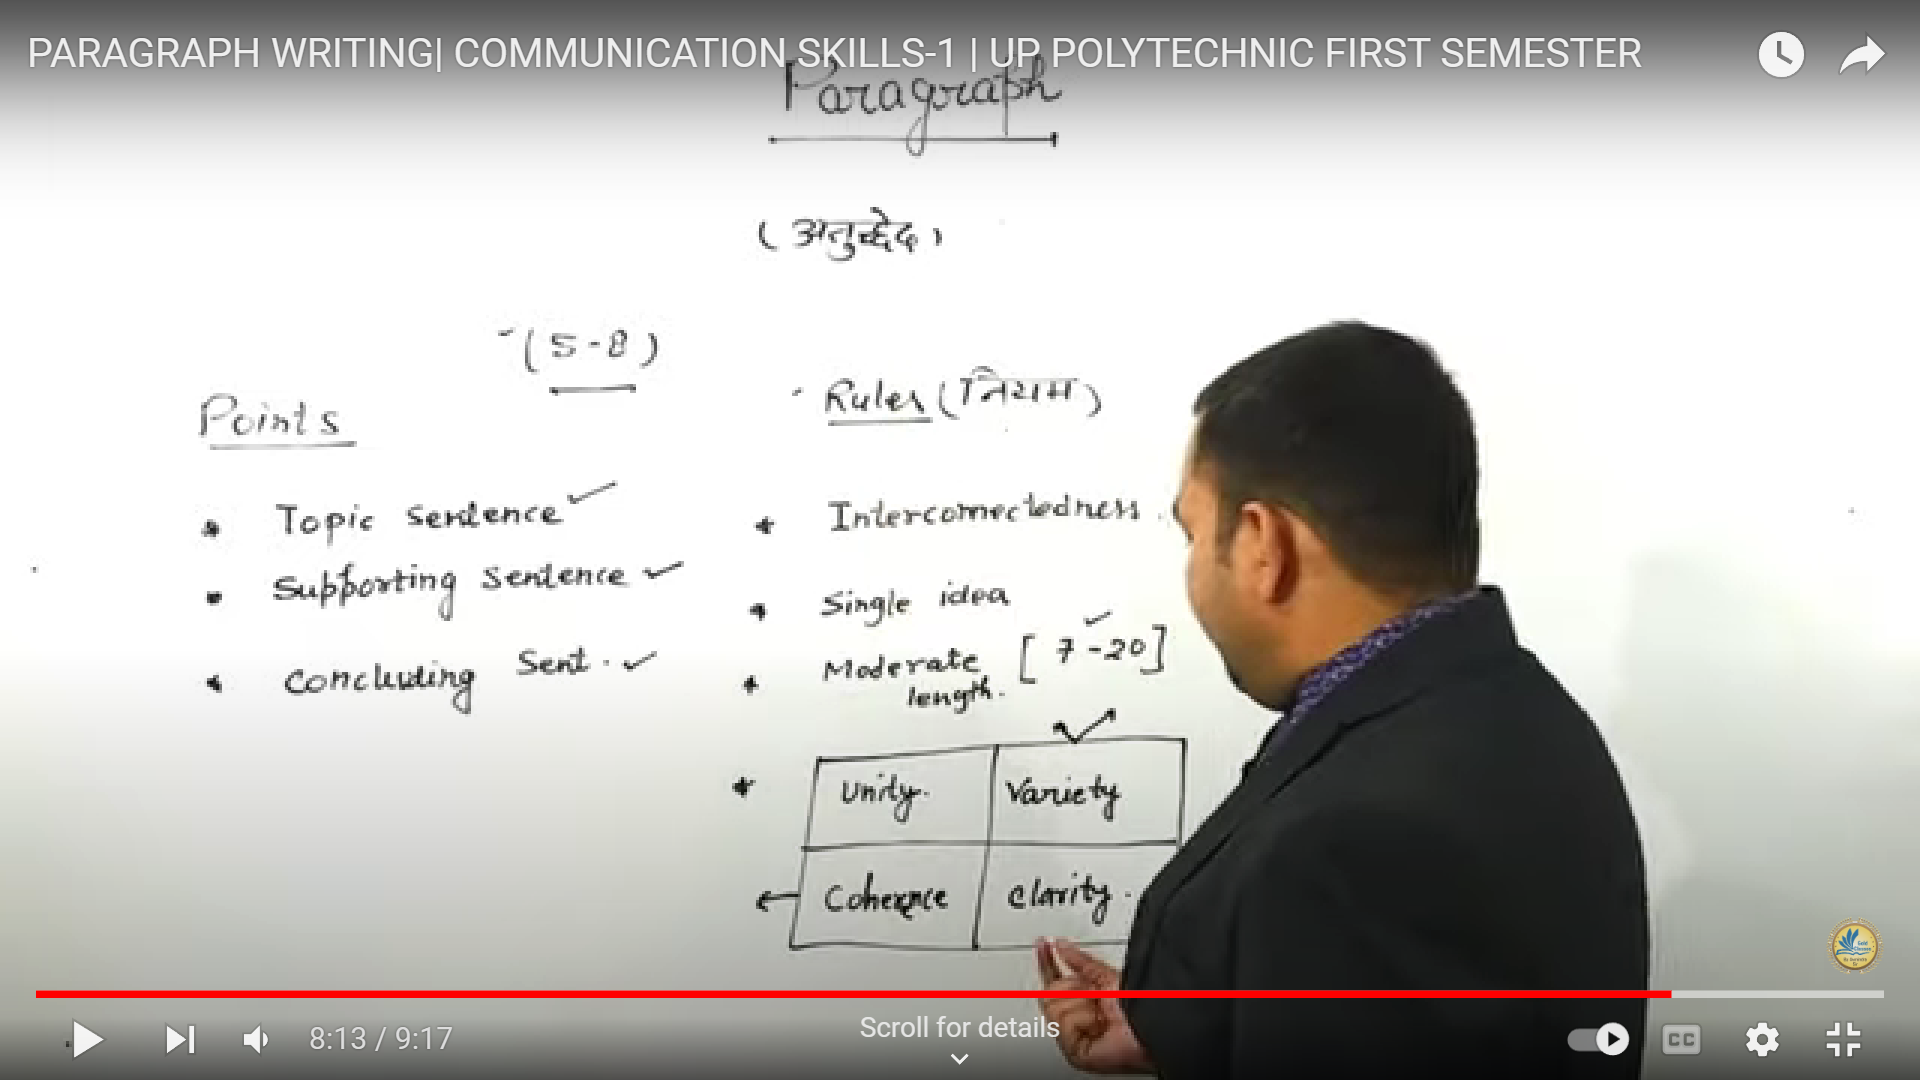 PARAGRAPH WRITING| COMMUNICATION SKILLS-1 | UP POLYTECHNIC FIRST SEMESTER
Paragraph
(अनुच्छेद)
(5-8)
Points
Rules (नियम)
Topic sentence
Interconnectedness
Supporting sentence
Single idea
Concluding Sent.
Moderate length. [7-20]
Unity. Variety
Coherence Clarity.
8:13 / 9:17
Scroll for details
CC